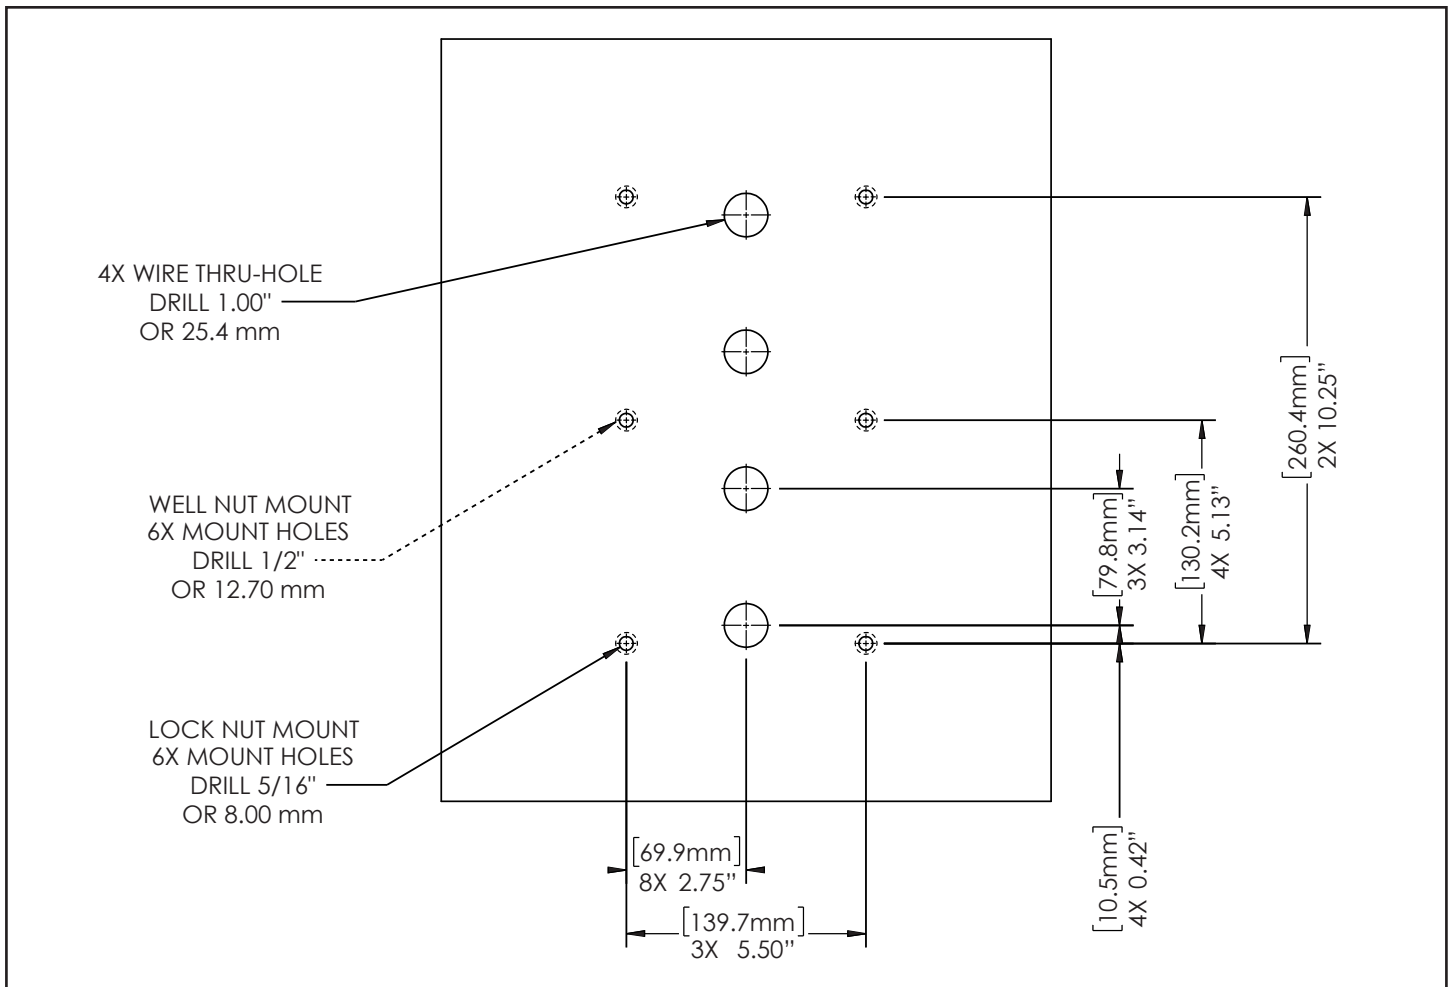 4X WIRE THRU-HOLE
DRILL 1.00"
OR 25.4 mm
WELL NUT MOUNT
6X MOUNT HOLES
DRILL 1/2"
OR 12.70 mm
LOCK NUT MOUNT
6X MOUNT HOLES
DRILL 5/16"
OR 8.00 mm
[69.9mm]
8X 2.75”
[139.7mm]
3X 5.50”
[10.5mm]
4X 0.42”
[79.8mm]
3X 3.14”
[130.2mm]
4X 5.13”
[260.4mm]
2X 10.25”